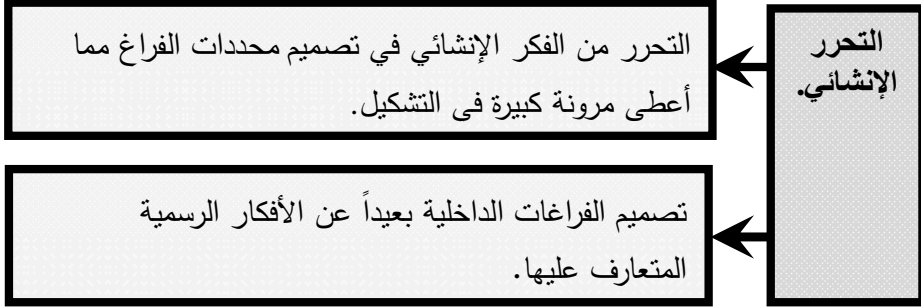 التحرر
الإنشائي.
التحرر من الفكر الإنشائي في تصميم محددات الفراغ مما
أعطى مرونة كبيرة فى التشكيل.
تصميم الفراغات الداخلية بعيداً عن الأفكار الرسمية
المتعارف عليها.